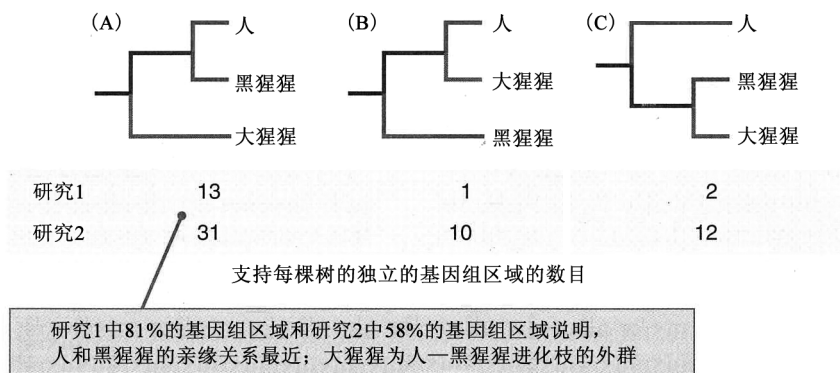 (A)
人
黑猩猩
大猩猩
(B)
人
大猩猩
黑猩猩
(C)
人
黑猩猩
大猩猩
研究1 13 1 2
研究2 31 10 12
支持每棵树的独立的基因组区域的数目
研究1中81%的基因组区域和研究2中58%的基因组区域说明，
人和黑猩猩的亲缘关系最近；大猩猩为人—黑猩猩进化枝的外群